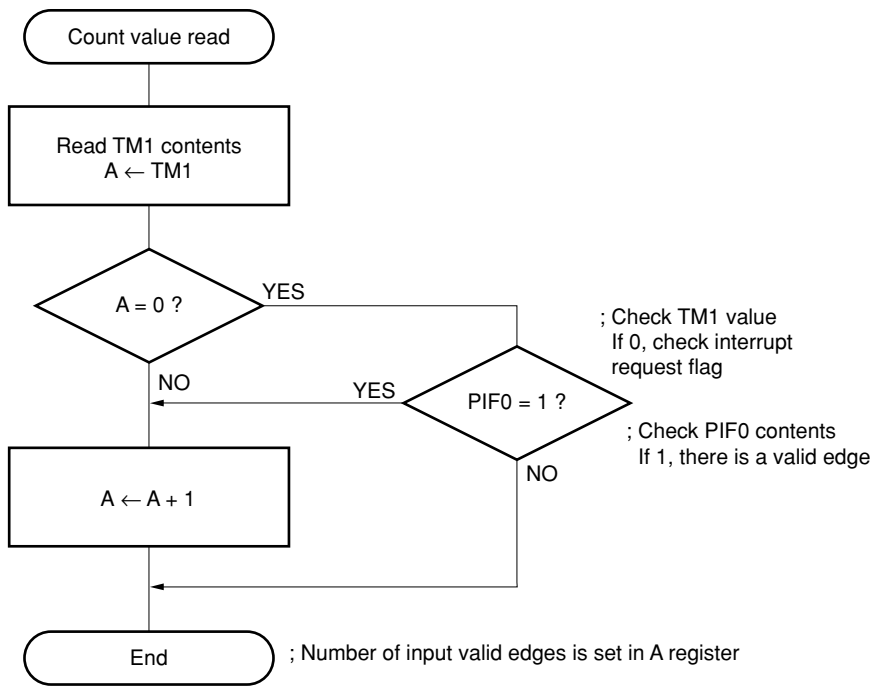 Count value read
Read TM1 contents
A ← TM1
A = 0 ?
YES
; Check TM1 value
If 0, check interrupt
request flag
NO
YES
PIF0 = 1 ?
; Check PIF0 contents
If 1, there is a valid edge
NO
A ← A + 1
End
; Number of input valid edges is set in A register